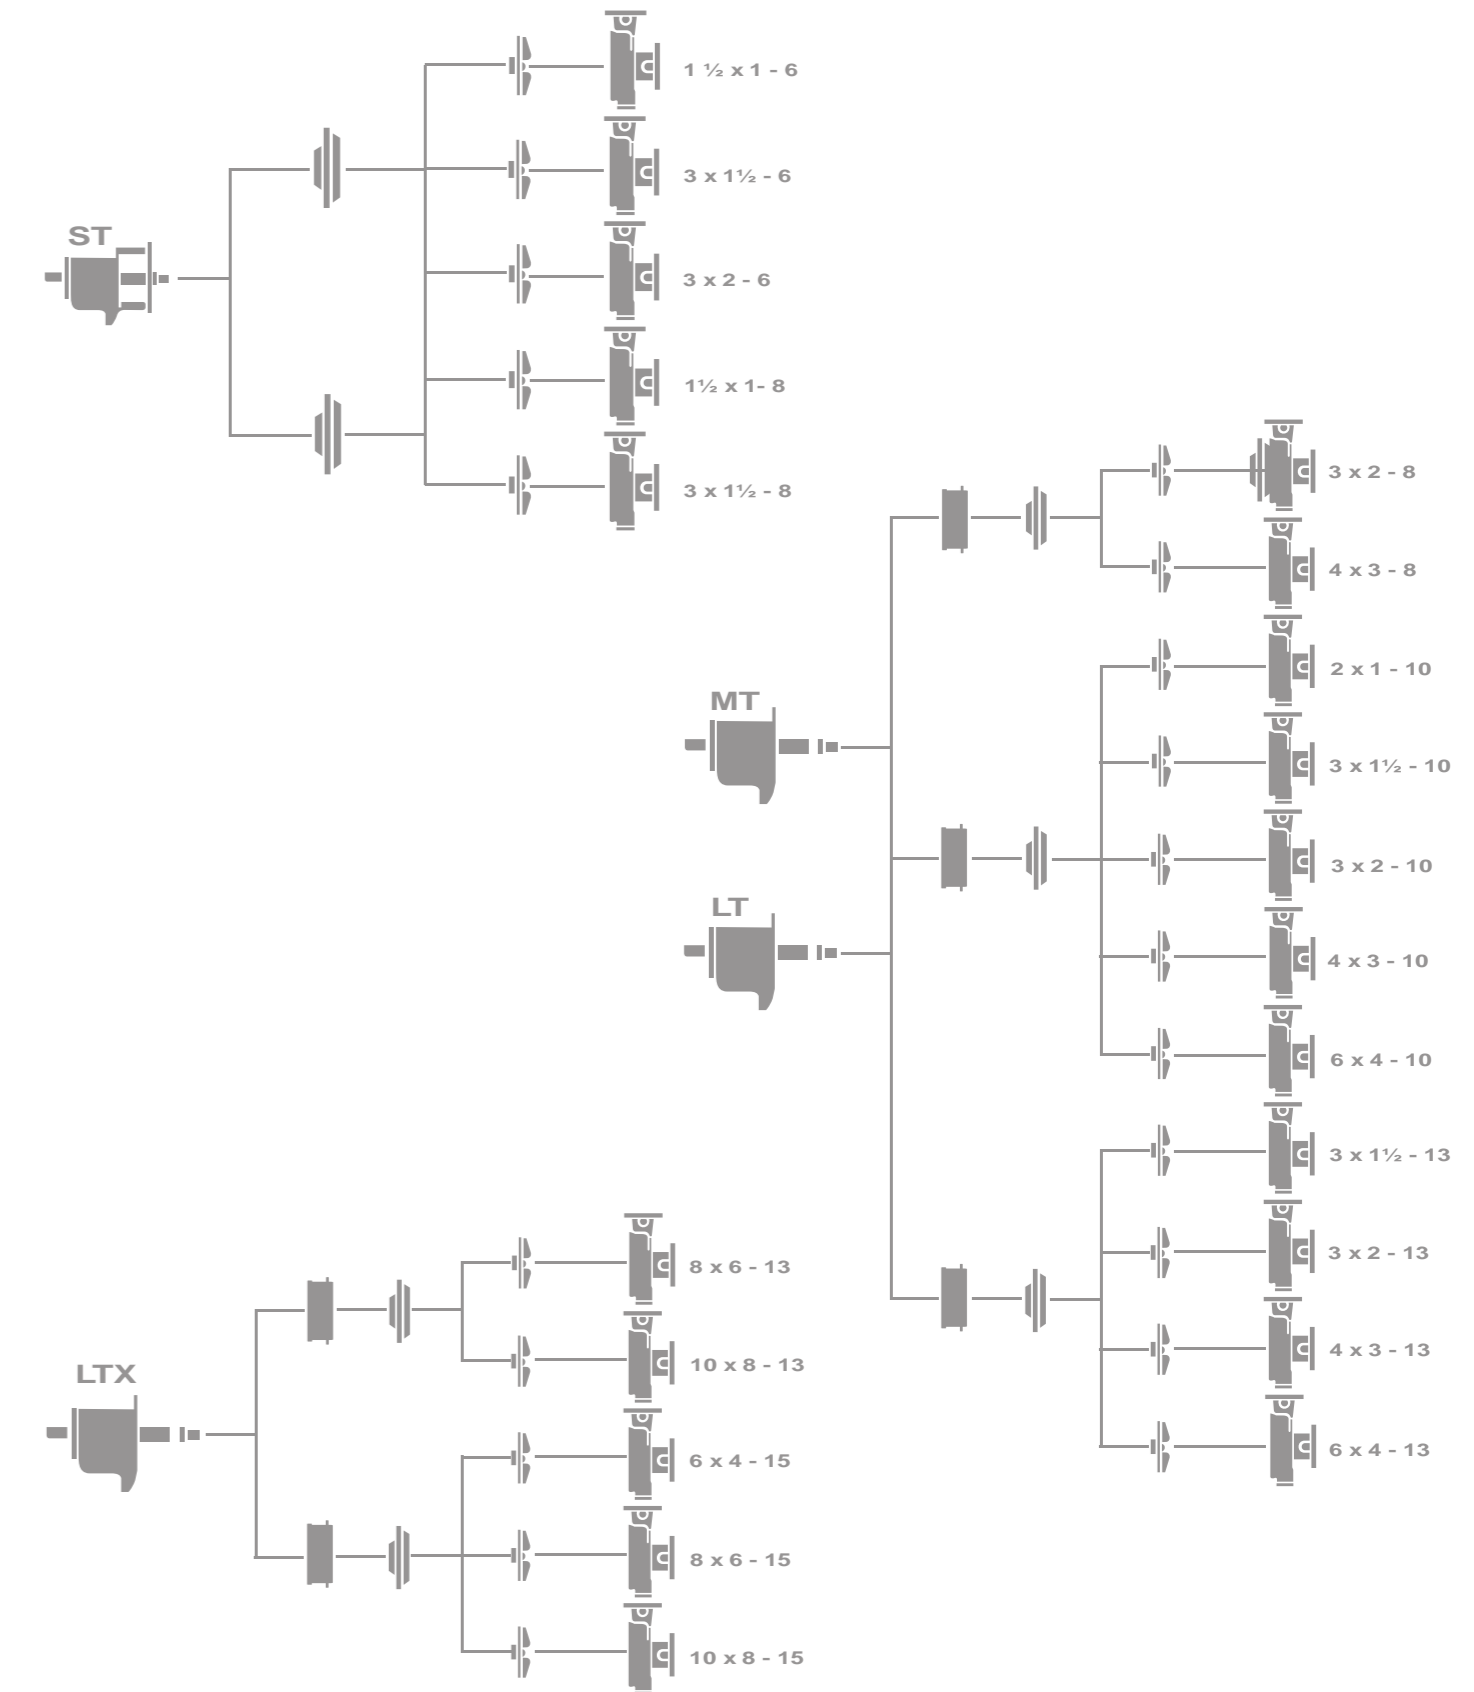 ST
1 ½ x 1 - 6
3 x 1½ - 6
3 x 2 - 6
1½ x 1- 8
3 x 1½ - 8
MT
LT
3 x 2 - 8
4 x 3 - 8
2 x 1 - 10
3 x 1½ - 10
3 x 2 - 10
4 x 3 - 10
6 x 4 - 10
3 x 1½ - 13
3 x 2 - 13
4 x 3 - 13
6 x 4 - 13
LTX
8 x 6 - 13
10 x 8 - 13
6 x 4 - 15
8 x 6 - 15
10 x 8 - 15